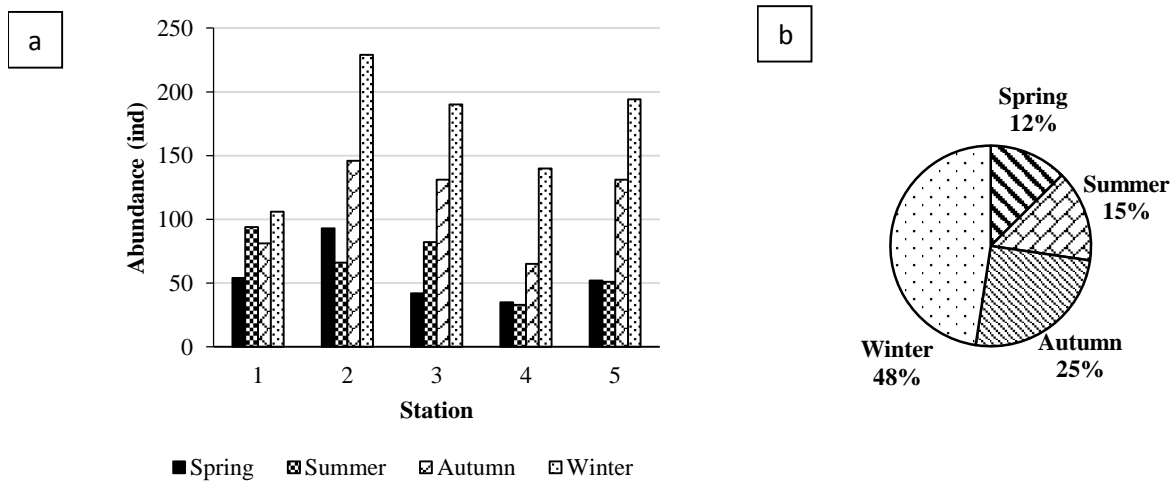 a
250
200
150
100
50
0
Abundance (ind)
1 2 3 4 5
Station
Spring Summer Autumn Winter
b
Spring
12%
Summer
15%
Autumn
25%
Winter
48%